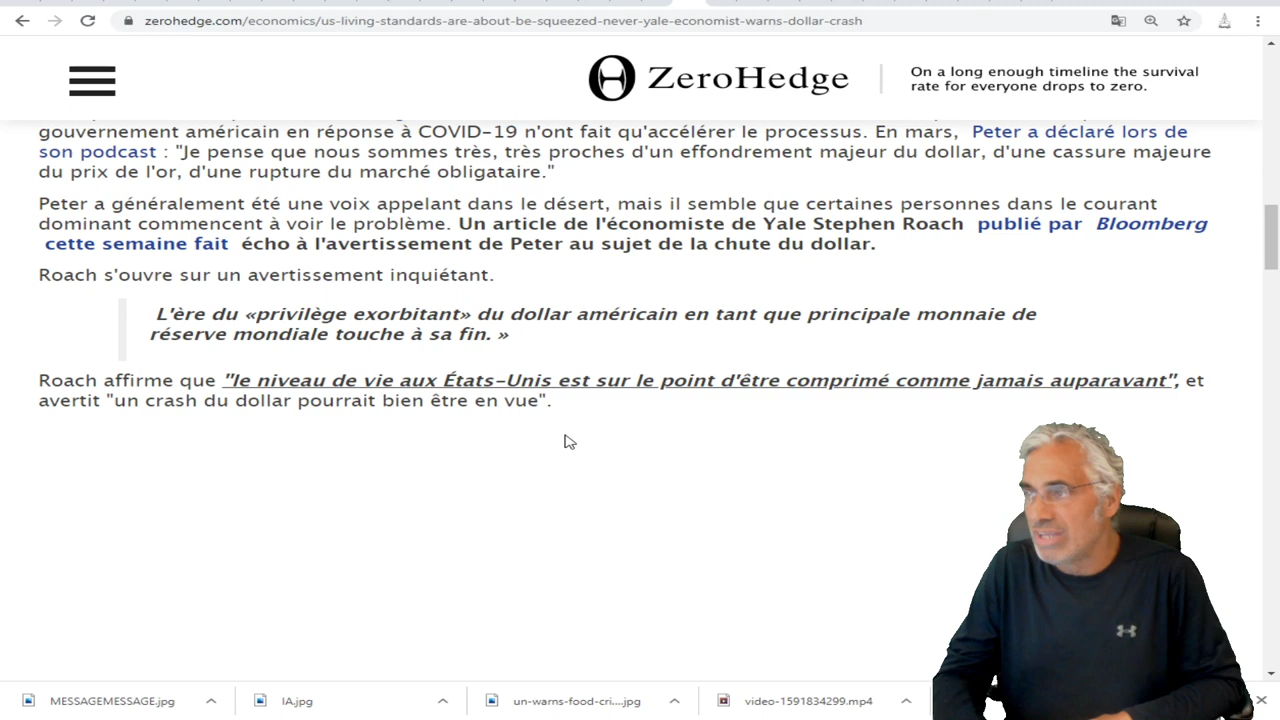 zerohedge.com/economics/us-living-standards-are-about-be-squeezed-never-yale-economist-warns-dollar-crash
ZeroHedge
On a long enough timeline the survival
rate for everyone drops to zero.
gouvernement américain en réponse à COVID-19 n'ont fait qu'accélérer le processus. En mars, Peter a déclaré lors de
son podcast : "Je pense que nous sommes très, très proches d'un effondrement majeur du dollar, d'une cassure majeure
du prix de l'or, d'une rupture du marché obligataire."
Peter a généralement été une voix appelant dans le désert, mais il semble que certaines personnes dans le courant
dominant commencent à voir le problème. Un article de l'économiste de Yale Stephen Roach publié par Bloomberg
cette semaine fait écho à l'avertissement de Peter au sujet de la chute du dollar.
Roach s'ouvre sur un avertissement inquiétant.
L'ère du «privilège exorbitant» du dollar américain en tant que principale monnaie de
réserve mondiale touche à sa fin. »
Roach affirme que "le niveau de vie aux États-Unis est sur le point d'être comprimé comme jamais auparavant", et
avertit "un crash du dollar pourrait bien être en vue".
MESSAGEMESSAGE.jpg
IA.jpg
un-warns-food-cri....jpg
video-1591834299.mp4